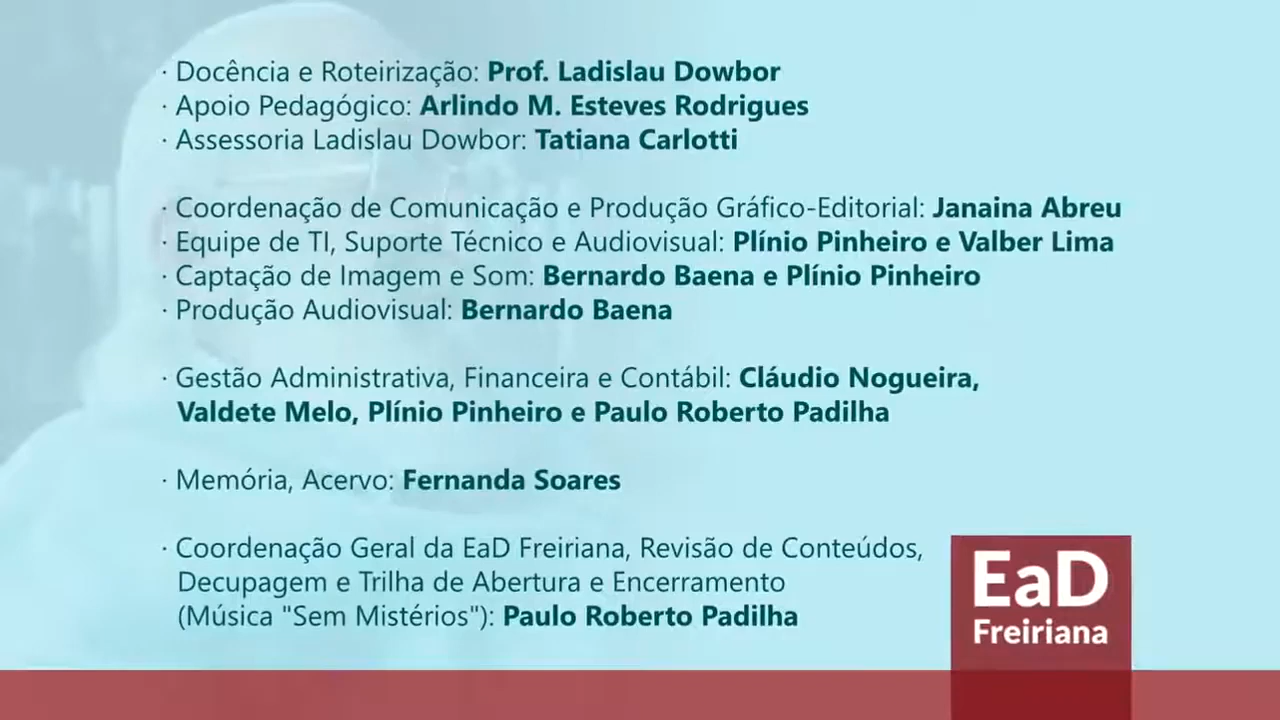 · Docência e Roteirização: Prof. Ladislau Dowbor
· Apoio Pedagógico: Arlindo M. Esteves Rodrigues
· Assessoria Ladislau Dowbor: Tatiana Carlotti
· Coordenação de Comunicação e Produção Gráfico-Editorial: Janaina Abreu
· Equipe de TI, Suporte Técnico e Audiovisual: Plínio Pinheiro e Valber Lima
· Captação de Imagem e Som: Bernardo Baena e Plínio Pinheiro
· Produção Audiovisual: Bernardo Baena
· Gestão Administrativa, Financeira e Contábil: Cláudio Nogueira,
Valdete Melo, Plínio Pinheiro e Paulo Roberto Padilha
· Memória, Acervo: Fernanda Soares
· Coordenação Geral da EaD Freiriana, Revisão de Conteúdos,
Decupagem e Trilha de Abertura e Encerramento
(Música "Sem Mistérios"): Paulo Roberto Padilha
EaD
Freiriana